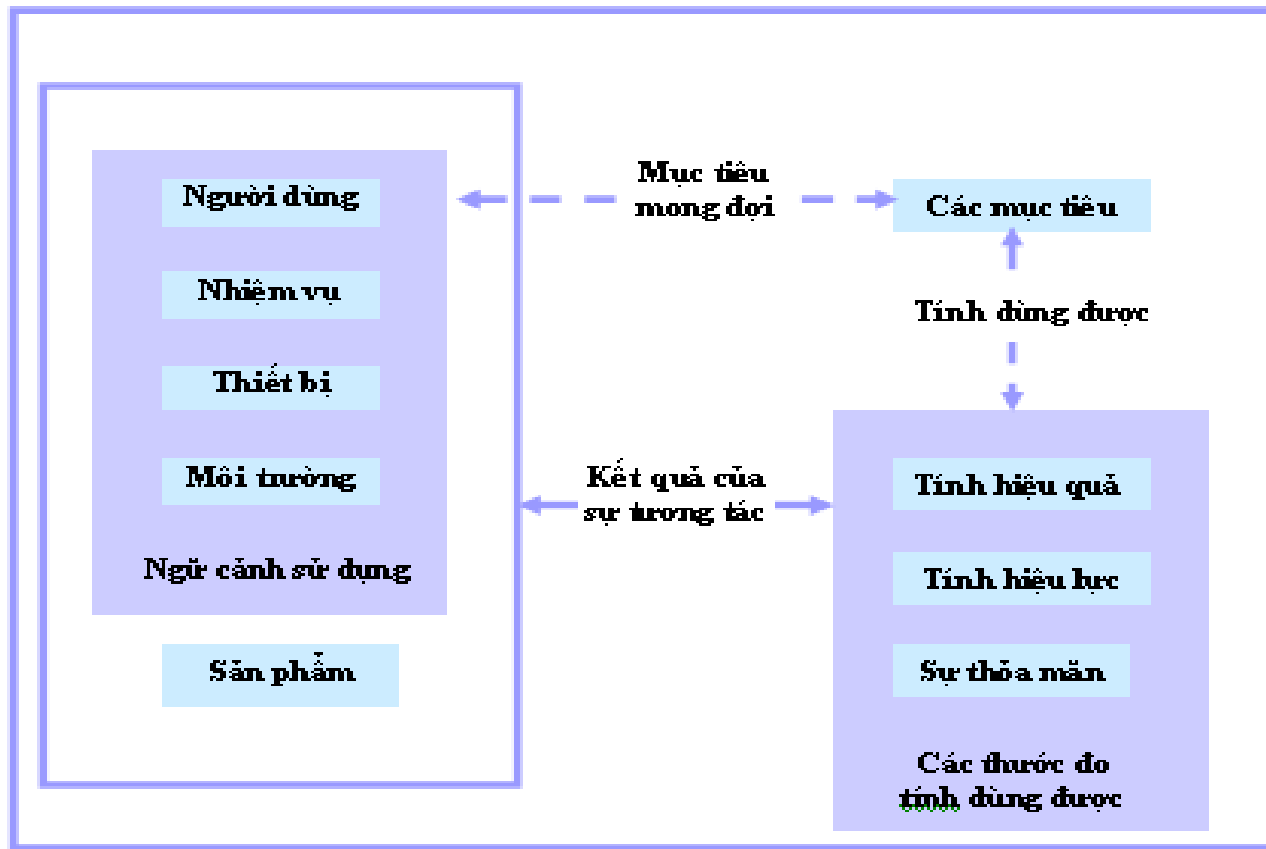 Người dùng
Nhiệm vụ
Thiết bị
Môi trường
Ngữ cảnh sử dụng
Sản phẩm
Mục tiêu
mong đợi
Các mục tiêu
Tính dùng được
Kết quả của
sự tương tác
Tính hiệu quả
Tính hiệu lực
Sự thỏa mãn
Các thước đo
tính dùng được